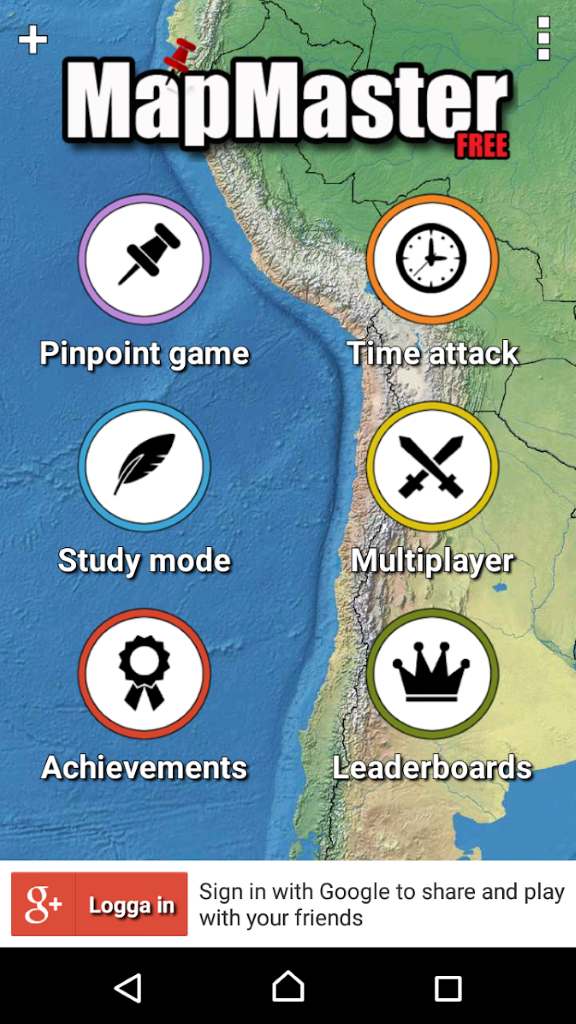 MapMaster
FREE
Pinpoint game
Time attack
Study mode
Multiplayer
Achievements
Leaderboards
g+ Logga in
Sign in with Google to share and play
with your friends